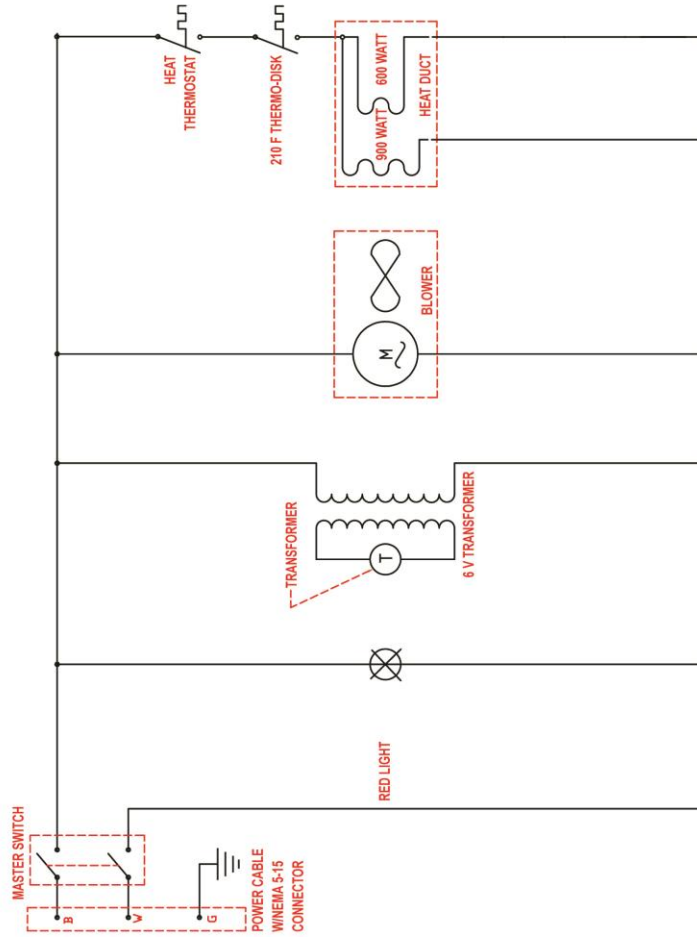 MASTER SWITCH
B
W
G
POWER CABLE
W/NEMA 5-15
CONNECTOR
RED LIGHT
TRANSFORMER
T
6 V TRANSFORMER
M
BLOWER
HEAT
THERMOSTAT
210 F THERMO-DISK
900 WATT
600 WATT
HEAT DUCT